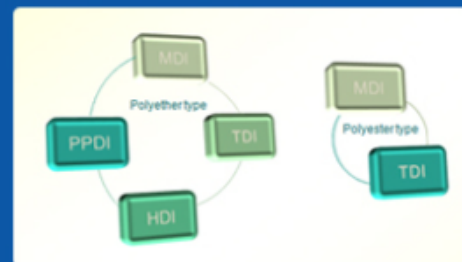 MDI
Polyethertype
PPDI
TDI
HDI
MDI
Polyestertype
TDI